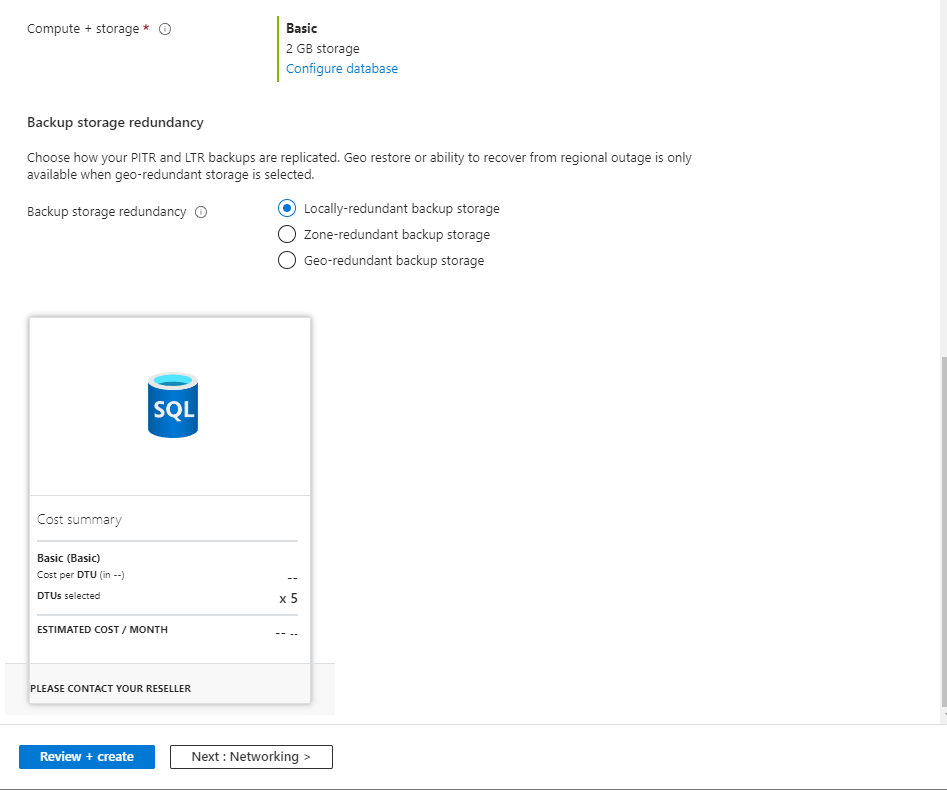 Compute + storage *
Basic
2 GB storage
Configure database
Backup storage redundancy
Choose how your PITR and LTR backups are replicated. Geo restore or ability to recover from regional outage is only
available when geo-redundant storage is selected.
Backup storage redundancy
Locally-redundant backup storage
Zone-redundant backup storage
Geo-redundant backup storage
SQL
Cost summary
Basic (Basic)
Cost per DTU (in --)
--
DTUs selected
x 5
ESTIMATED COST / MONTH
-- --
PLEASE CONTACT YOUR RESELLER
Review + create
Next : Networking >